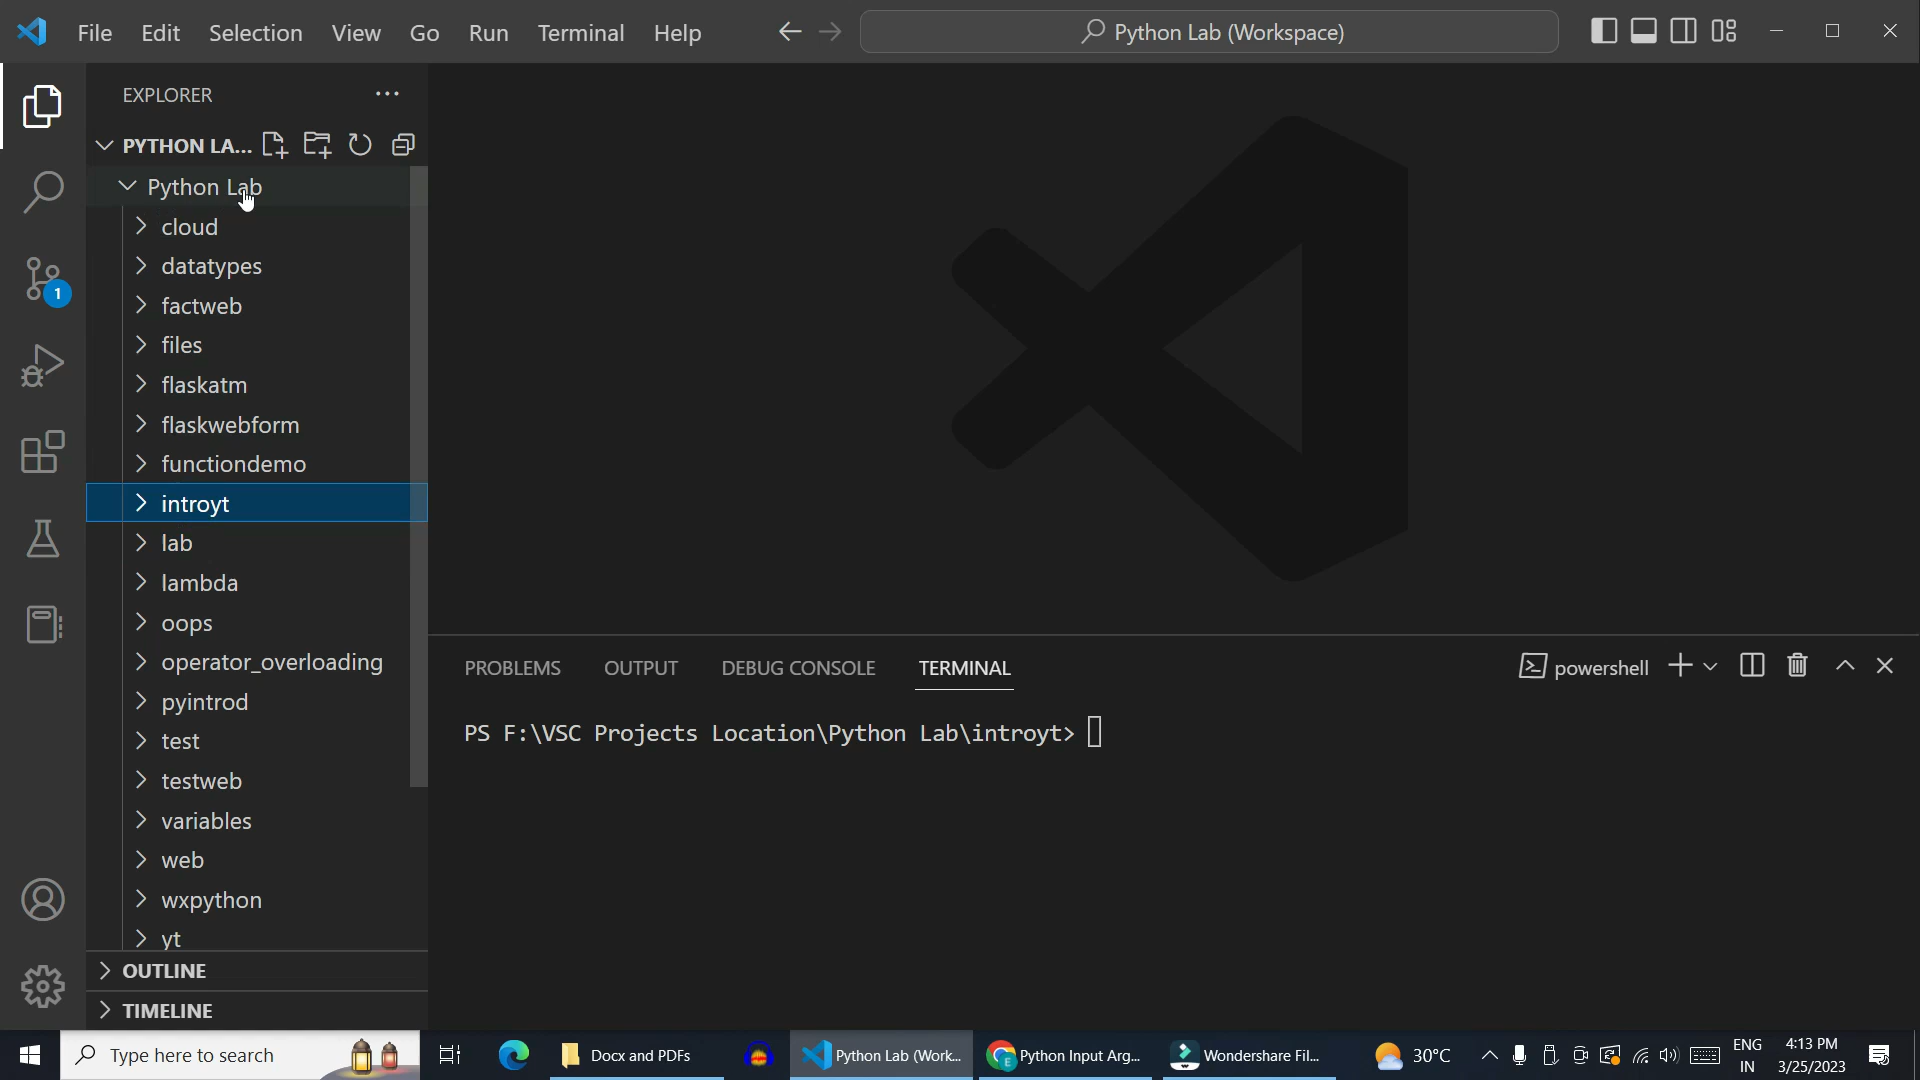 File Edit Selection View Go Run Terminal Help
Python Lab (Workspace)
EXPLORER
PYTHON LA...
Python Lab
cloud
datatypes
factweb
files
flaskatm
flaskwebform
functiondemo
introyt
lab
lambda
oops
operator_overloading
pyintrod
test
testweb
variables
web
wxpython
yt
OUTLINE
TIMELINE
1
PROBLEMS OUTPUT DEBUG CONSOLE TERMINAL
powershell
PS F:\VSC Projects Location\Python Lab\introyt>
Type here to search
Docx and PDFs
Python Lab (Work...
Python Input Arg...
Wondershare Fil...
30°C
ENG
IN
4:13 PM
3/25/2023